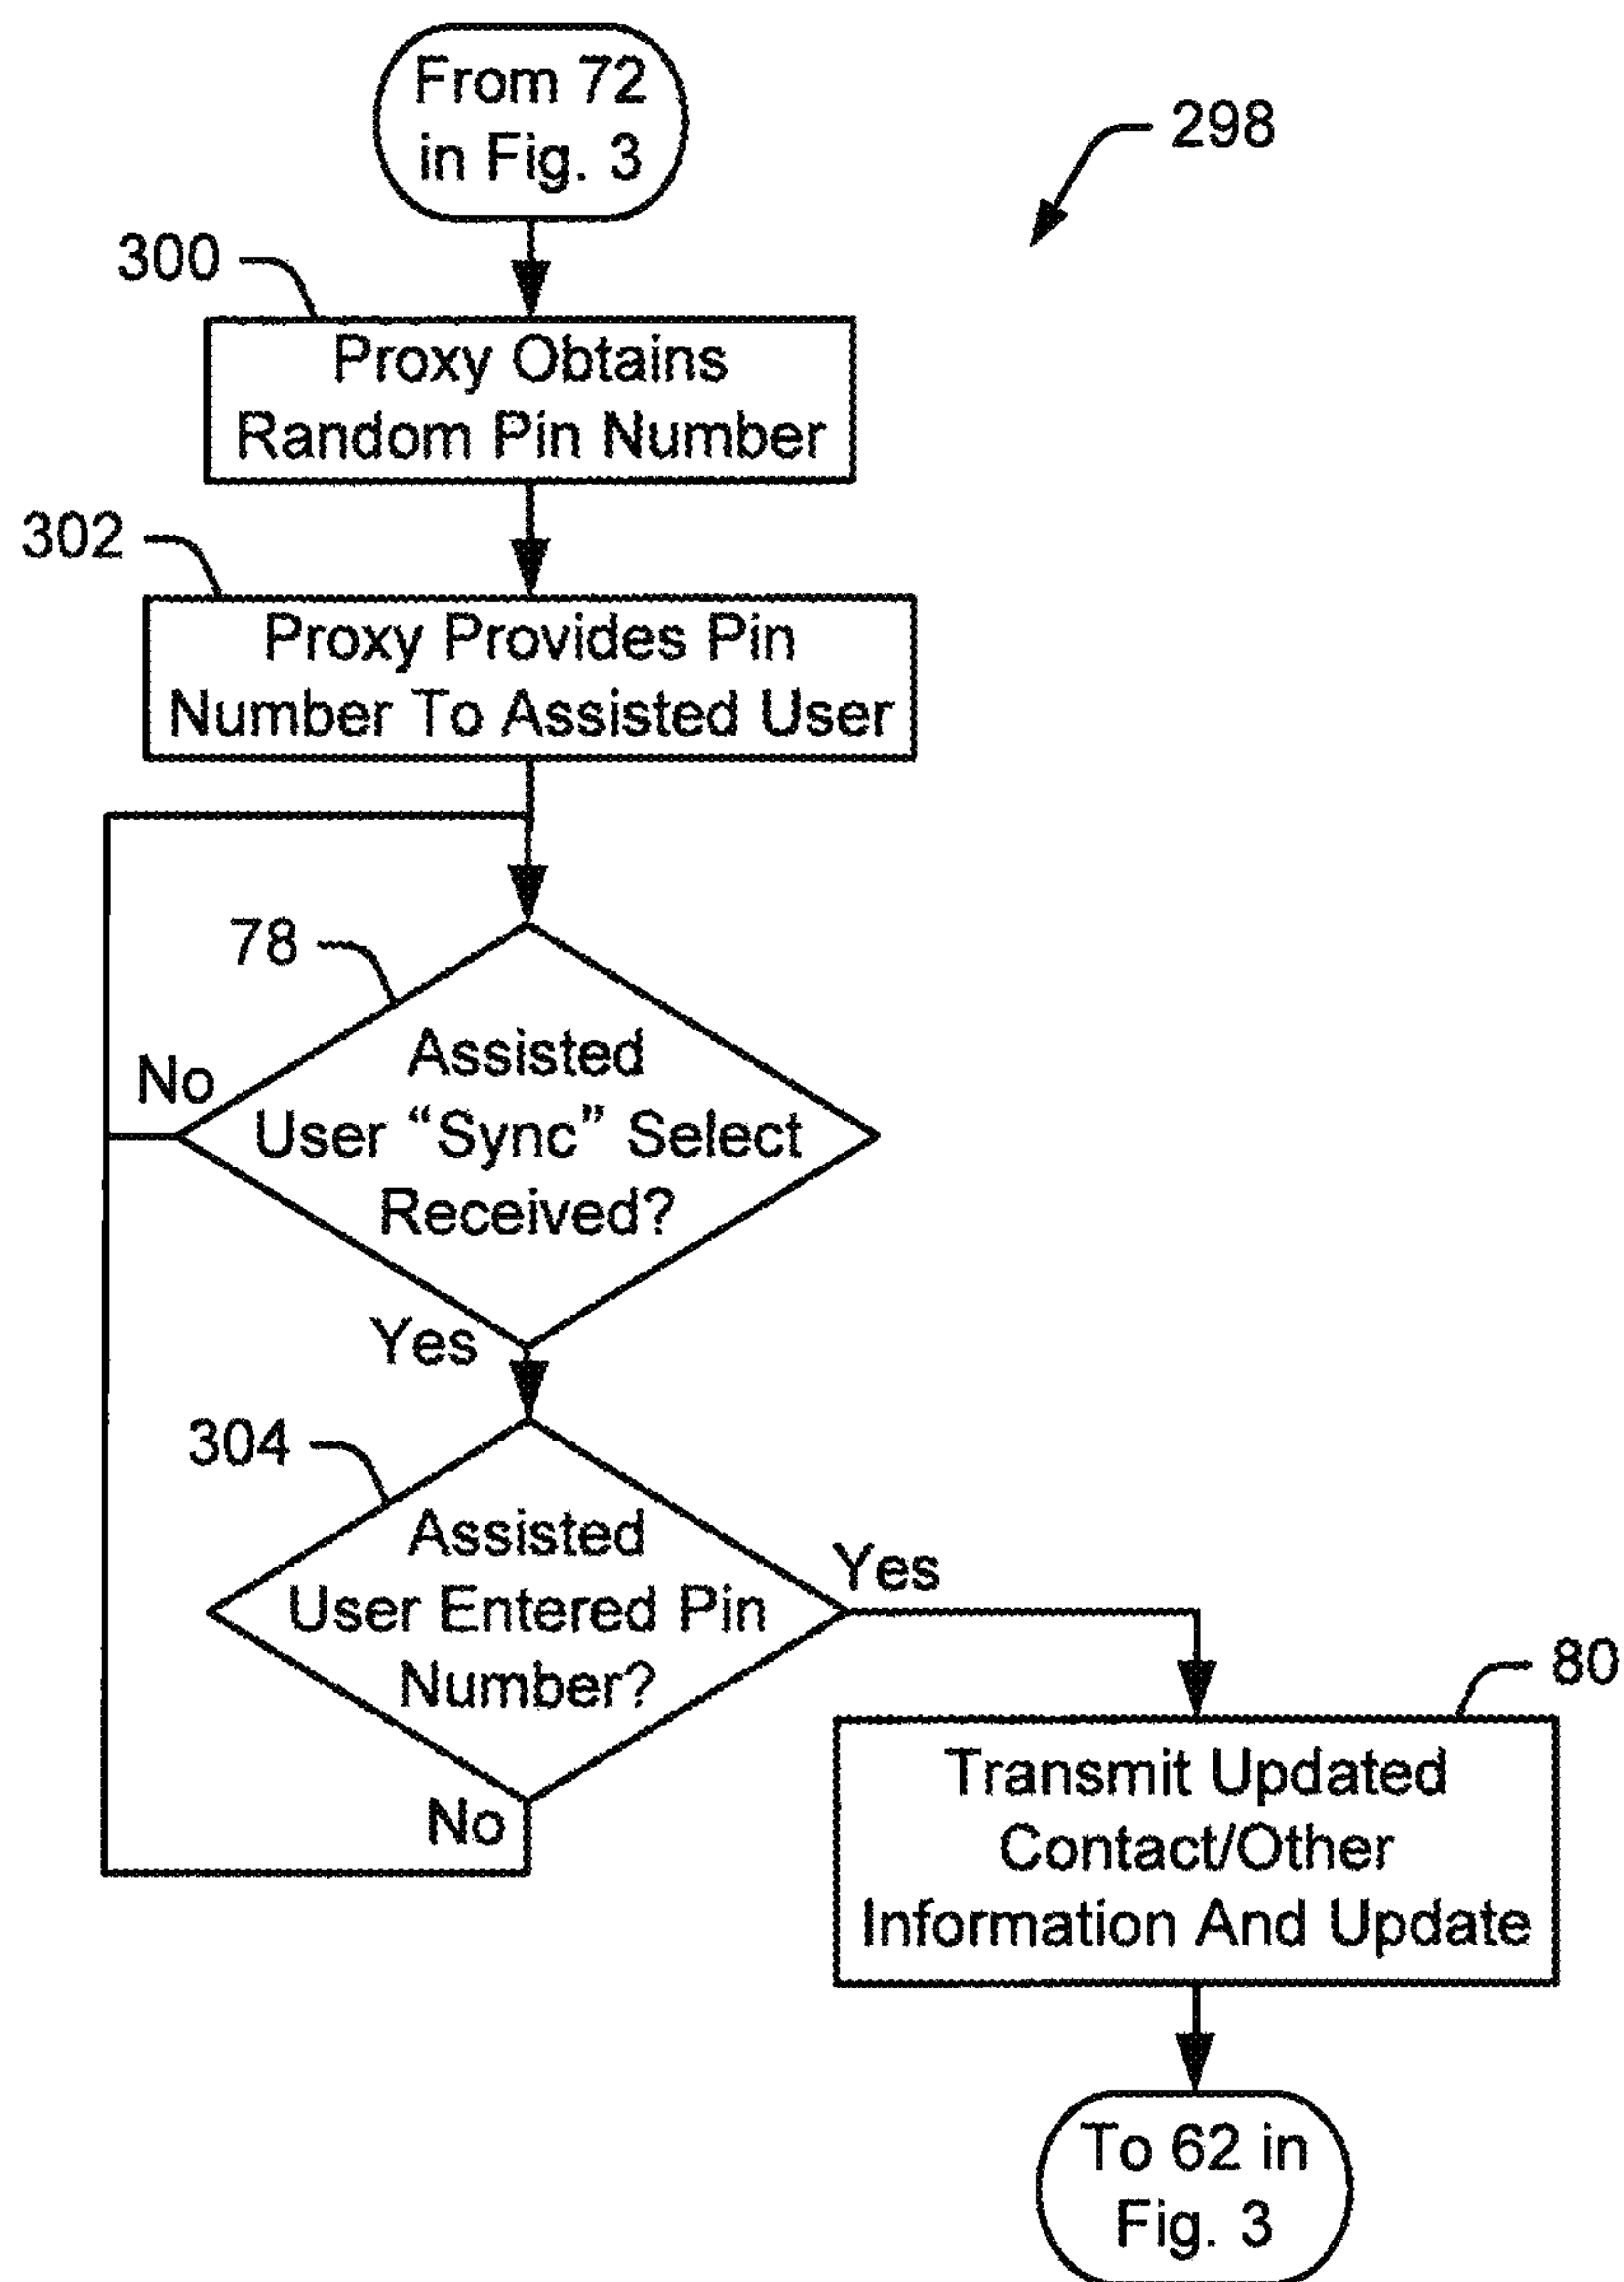 From 72
in Fig. 3
298
300
Proxy Obtains
Random Pin Number
302
Proxy Provides Pin
Number To Assisted User
78
No
Assisted
User “Sync” Select
Received?
Yes
304
Assisted
User Entered Pin
Number?
Yes
No
80
Transmit Updated
Contact/Other
Information And Update
To 62 in
Fig. 3